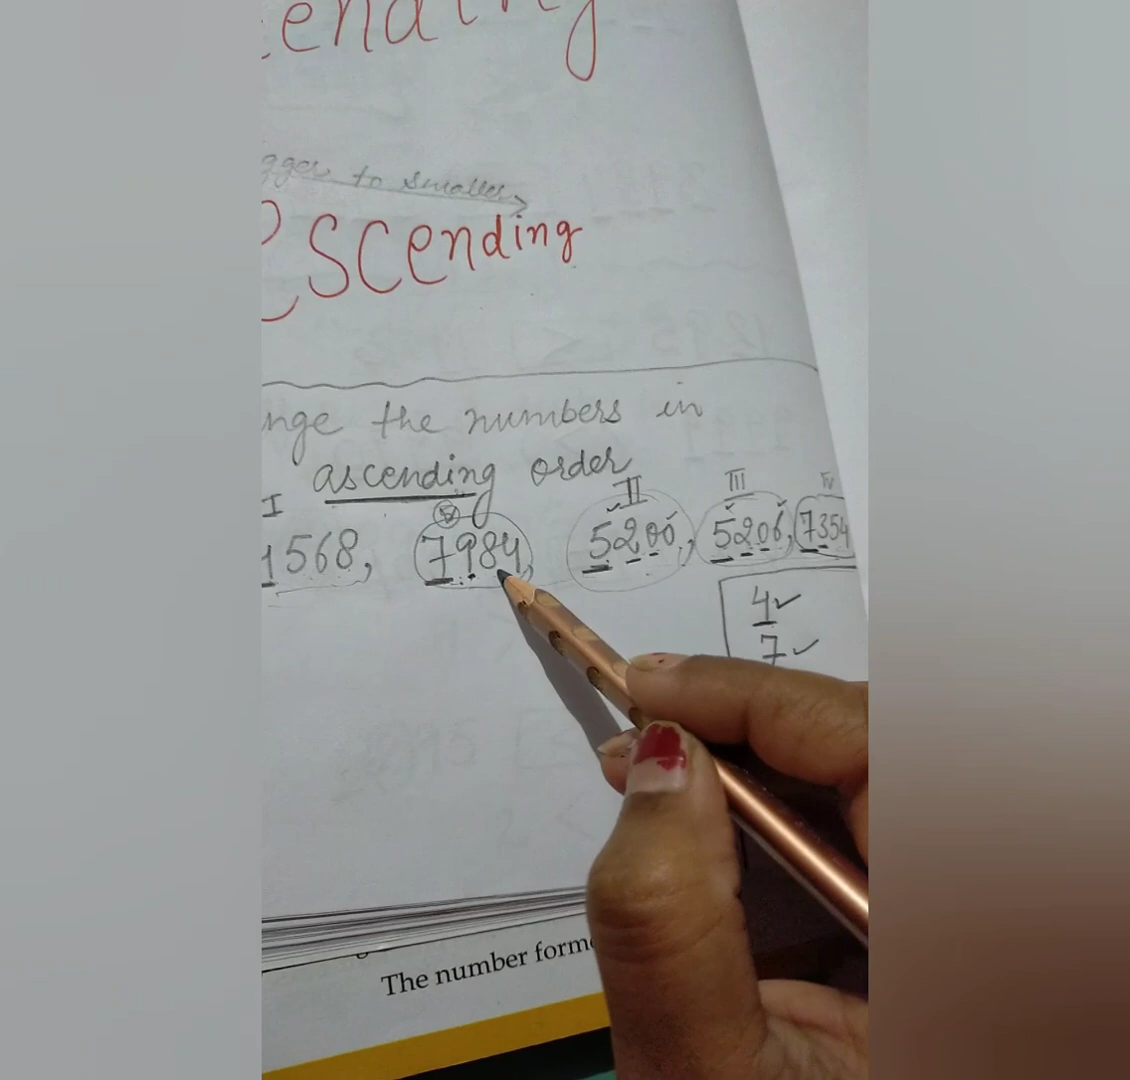 ending
gger to smaller
escending
nge the numbers in
ascending order
I V II III IV
1568, 7984, 5200, 5206, 7354
4✓
7✓
The number form